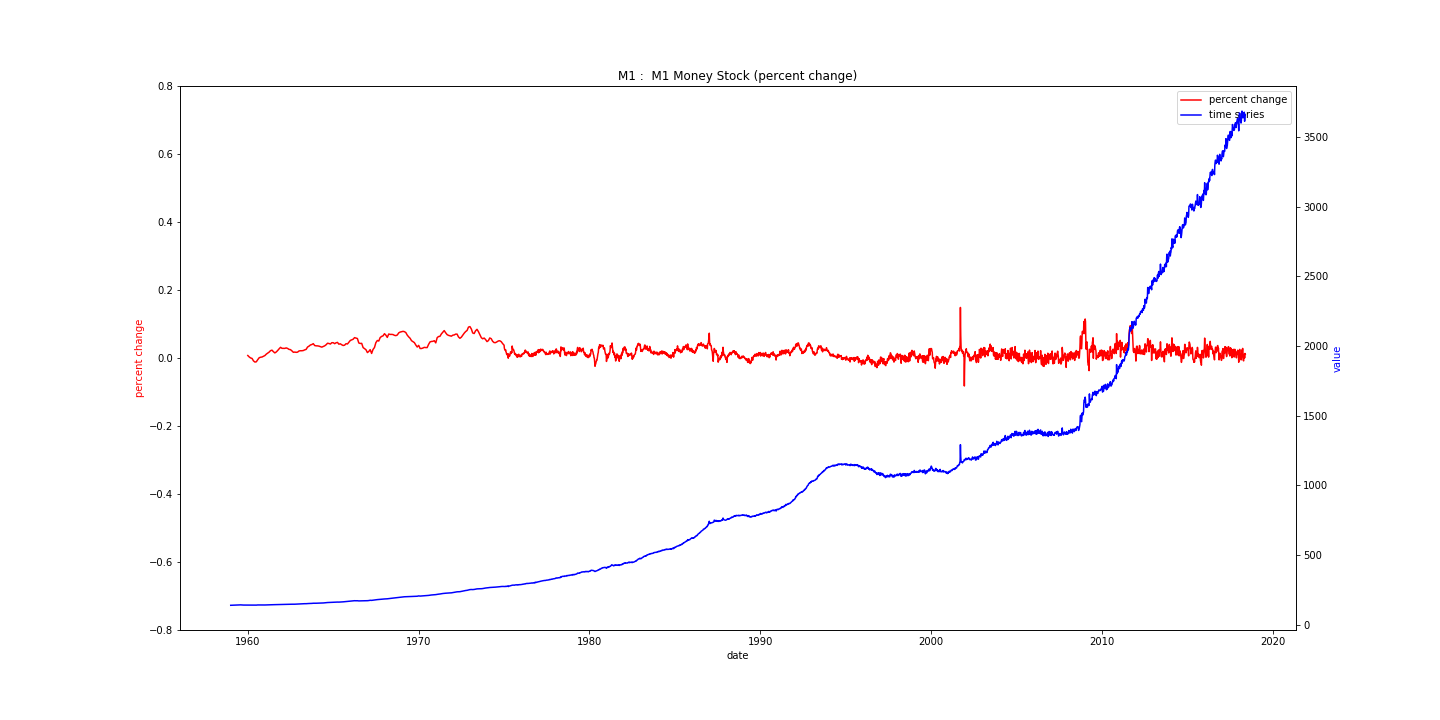 M1 :  M1 Money Stock (percent change)
percent change
time series
0.8
0.6
0.4
0.2
0.0
−0.2
−0.4
−0.6
−0.8
percent change
3500
3000
2500
2000
1500
1000
500
0
value
1960 1970 1980 1990 2000 2010 2020
date